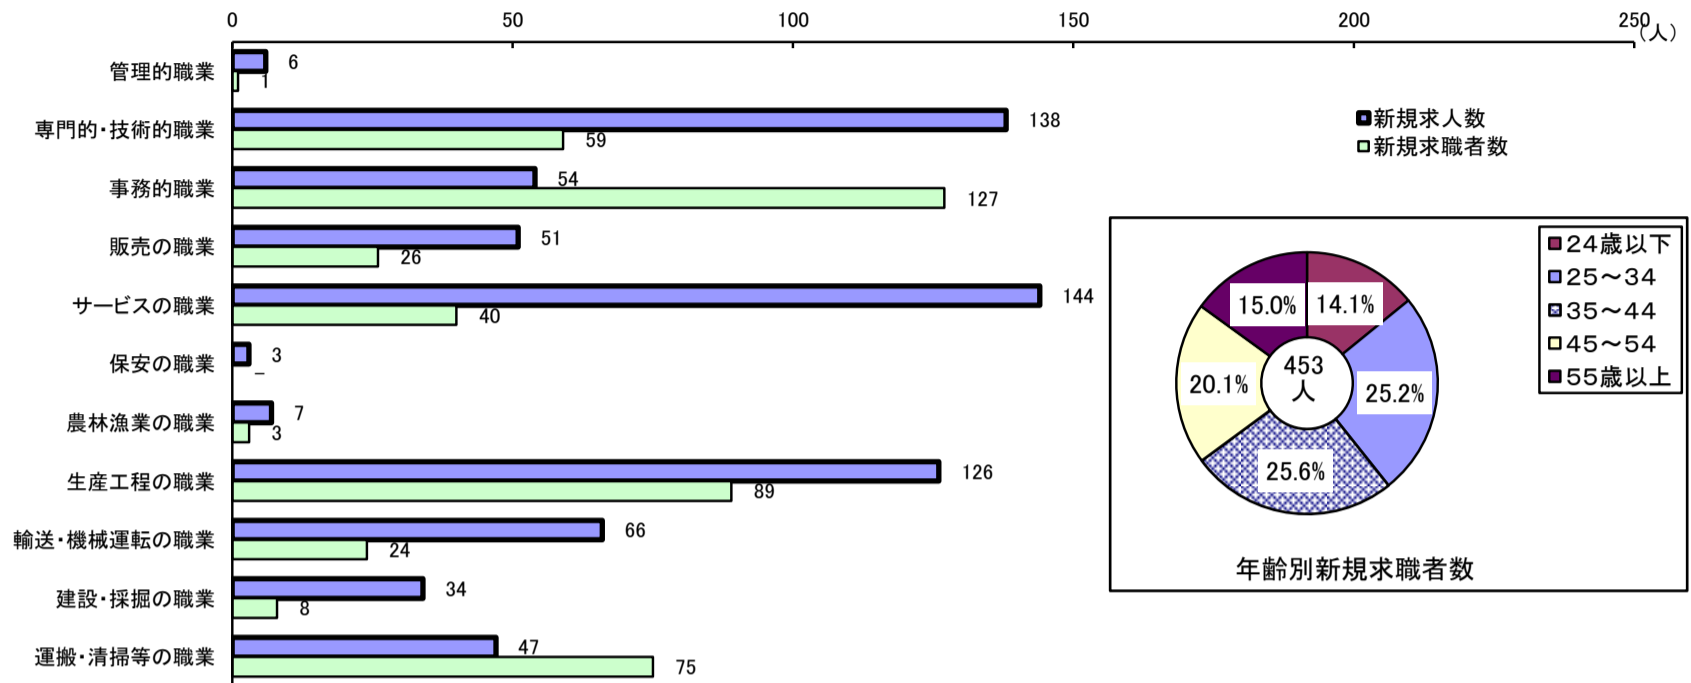 0 50 100 150 200 250
(人)
管理的職業 6
1
専門的・技術的職業 138
59
事務的職業 54
127
販売の職業 51
26
サービスの職業 144
40
保安の職業 3
–
農林漁業の職業 7
3
生産工程の職業 126
89
輸送・機械運転の職業 66
24
建設・採掘の職業 34
8
運搬・清掃等の職業 47
75
新規求人数
新規求職者数
24歳以下
25～34
35～44
45～54
55歳以上
15.0% 14.1%
20.1% 453 25.2%
人
25.6%
年齢別新規求職者数